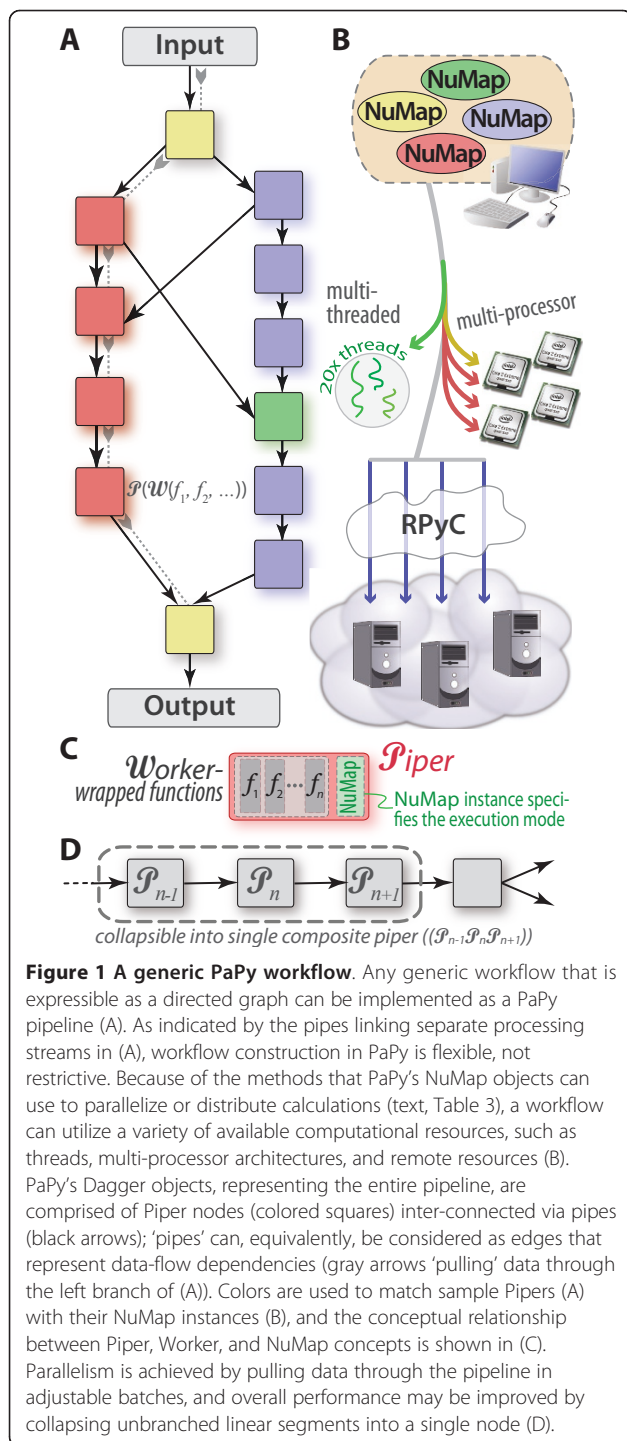 A
Input
𝒫(𝒲(f1, f2, ...))
Output
B
NuMap
NuMap
NuMap
NuMap
multi-
threaded
multi-processor
20x threads
RPyC
C
Worker-
wrapped functions
f1 f2 ... fn
NuMap
Piper
NuMap instance speci-
fies the execution mode
D
𝒫n-1
𝒫n
𝒫n+1
collapsible into single composite piper ((𝒫n-1𝒫n𝒫n+1))
Figure 1 A generic PaPy workflow. Any generic workflow that is
expressible as a directed graph can be implemented as a PaPy
pipeline (A). As indicated by the pipes linking separate processing
streams in (A), workflow construction in PaPy is flexible, not
restrictive. Because of the methods that PaPy's NuMap objects can
use to parallelize or distribute calculations (text, Table 3), a workflow
can utilize a variety of available computational resources, such as
threads, multi-processor architectures, and remote resources (B).
PaPy's Dagger objects, representing the entire pipeline, are
comprised of Piper nodes (colored squares) inter-connected via pipes
(black arrows); 'pipes' can, equivalently, be considered as edges that
represent data-flow dependencies (gray arrows 'pulling' data through
the left branch of (A)). Colors are used to match sample Pipers (A)
with their NuMap instances (B), and the conceptual relationship
between Piper, Worker, and NuMap concepts is shown in (C).
Parallelism is achieved by pulling data through the pipeline in
adjustable batches, and overall performance may be improved by
collapsing unbranched linear segments into a single node (D).